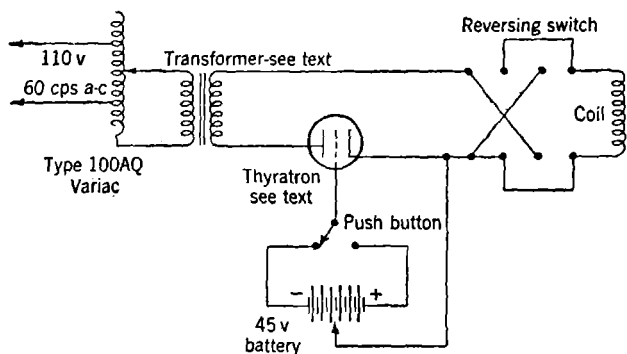 Reversing switch
110 v
Transformer-see text
60 cps a-c
Coil
Type 100AQ
Variac
Thyratron
see text
Push button
− +
45 v
battery